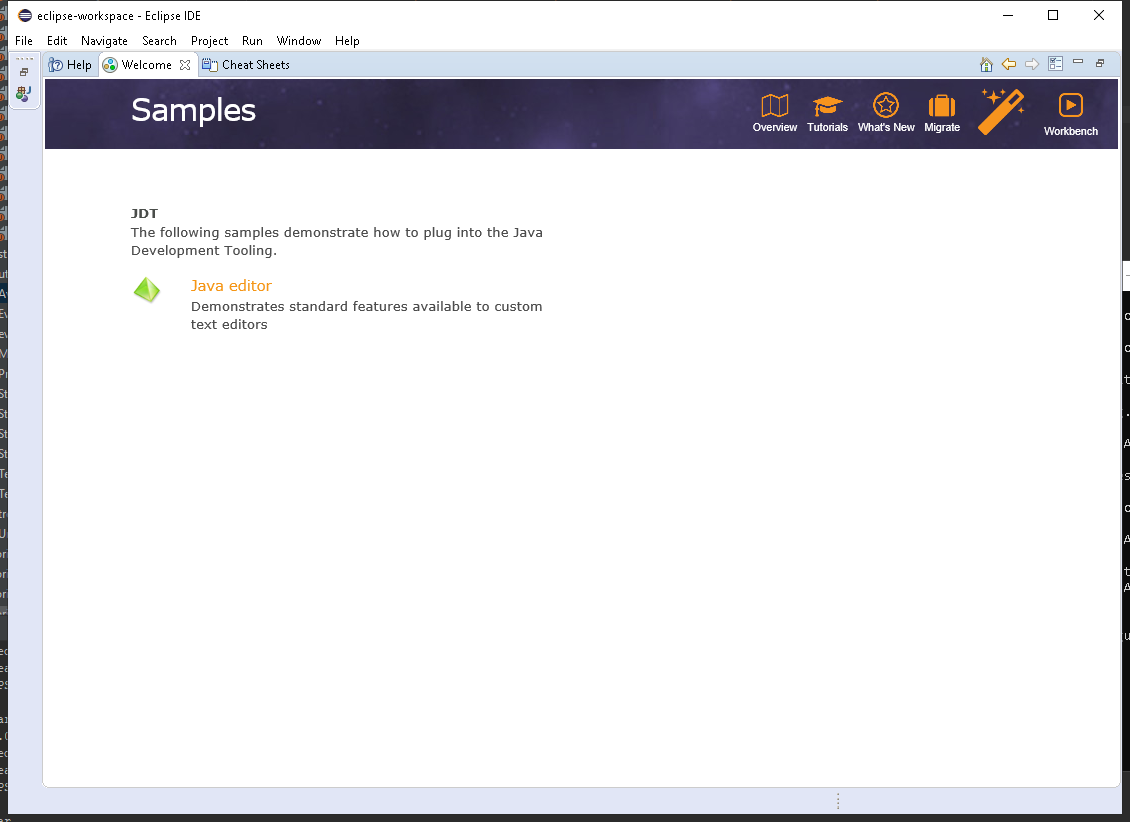 eclipse-workspace - Eclipse IDE
File Edit Navigate Search Project Run Window Help
Help Welcome Cheat Sheets
Samples
Overview Tutorials What's New Migrate Workbench
JDT
The following samples demonstrate how to plug into the Java
Development Tooling.
Java editor
Demonstrates standard features available to custom
text editors